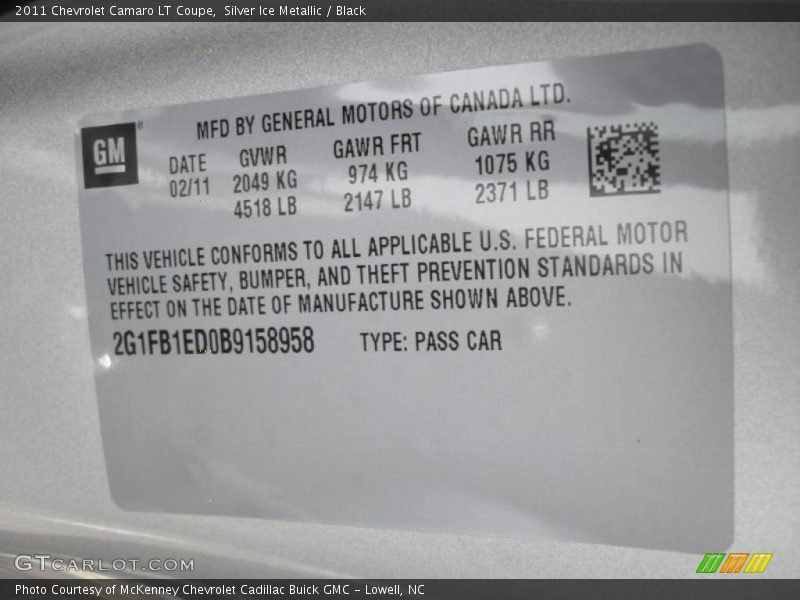 2011 Chevrolet Camaro LT Coupe, Silver Ice Metallic / Black
GM
MFD BY GENERAL MOTORS OF CANADA LTD.
DATE GVWR GAWR FRT GAWR RR
02/11 2049 KG 974 KG 1075 KG
4518 LB 2147 LB 2371 LB
THIS VEHICLE CONFORMS TO ALL APPLICABLE U.S. FEDERAL MOTOR
VEHICLE SAFETY, BUMPER, AND THEFT PREVENTION STANDARDS IN
EFFECT ON THE DATE OF MANUFACTURE SHOWN ABOVE.
2G1FB1ED0B9158958 TYPE: PASS CAR
GTCARLOT.COM
Photo Courtesy of McKenney Chevrolet Cadillac Buick GMC - Lowell, NC